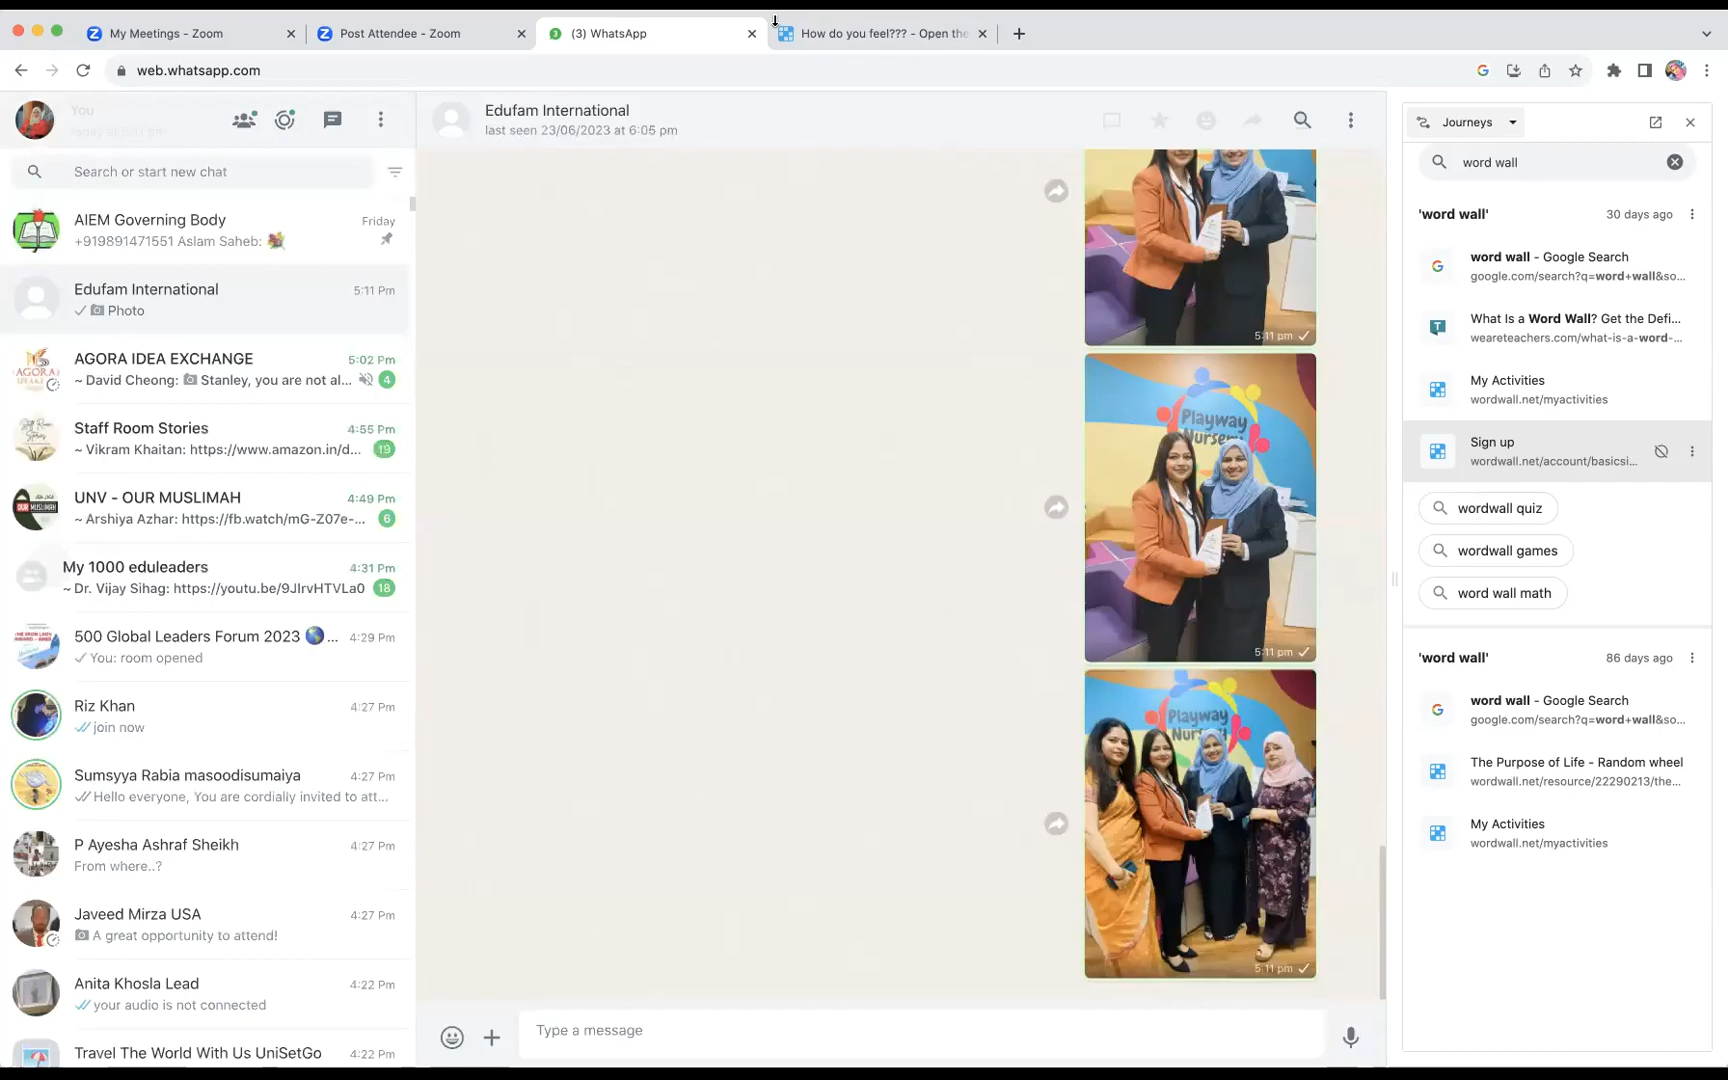 My Meetings - Zoom
Post Attendee - Zoom
(3) WhatsApp
How do you feel??? - Open the
web.whatsapp.com
You
Edufam International
last seen 23/06/2023 at 6:05 pm
Search or start new chat
AIEM Governing Body
Friday
+919891471551 Aslam Saheb:
Edufam International
5:11 Pm
Photo
AGORA IDEA EXCHANGE
5:02 Pm
~ David Cheong: Stanley, you are not al...
4
Staff Room Stories
4:55 Pm
~ Vikram Khaitan: https://www.amazon.in/d...
19
UNV - OUR MUSLIMAH
4:49 Pm
~ Arshiya Azhar: https://fb.watch/mG-Z07e-...
6
My 1000 eduleaders
4:31 Pm
~ Dr. Vijay Sihag: https://youtu.be/9JIrvHTVLa0
18
500 Global Leaders Forum 2023 ...
4:29 Pm
You: room opened
Riz Khan
4:27 Pm
join now
Sumsyya Rabia masoodisumaiya
4:27 Pm
Hello everyone, You are cordially invited to att...
P Ayesha Ashraf Sheikh
4:27 Pm
From where..?
Javeed Mirza USA
4:27 Pm
A great opportunity to attend!
Anita Khosla Lead
4:22 Pm
your audio is not connected
Travel The World With Us UniSetGo
4:22 Pm
5:11 pm
Playway
Nursery
5:11 pm
Playway
5:11 pm
Type a message
Journeys
word wall
'word wall'
30 days ago
word wall - Google Search
google.com/search?q=word+wall&so...
What Is a Word Wall? Get the Defi...
weareteachers.com/what-is-a-word-...
My Activities
wordwall.net/myactivities
Sign up
wordwall.net/account/basicsi...
wordwall quiz
wordwall games
word wall math
'word wall'
86 days ago
word wall - Google Search
google.com/search?q=word+wall&so...
The Purpose of Life - Random wheel
wordwall.net/resource/22290213/the...
My Activities
wordwall.net/myactivities